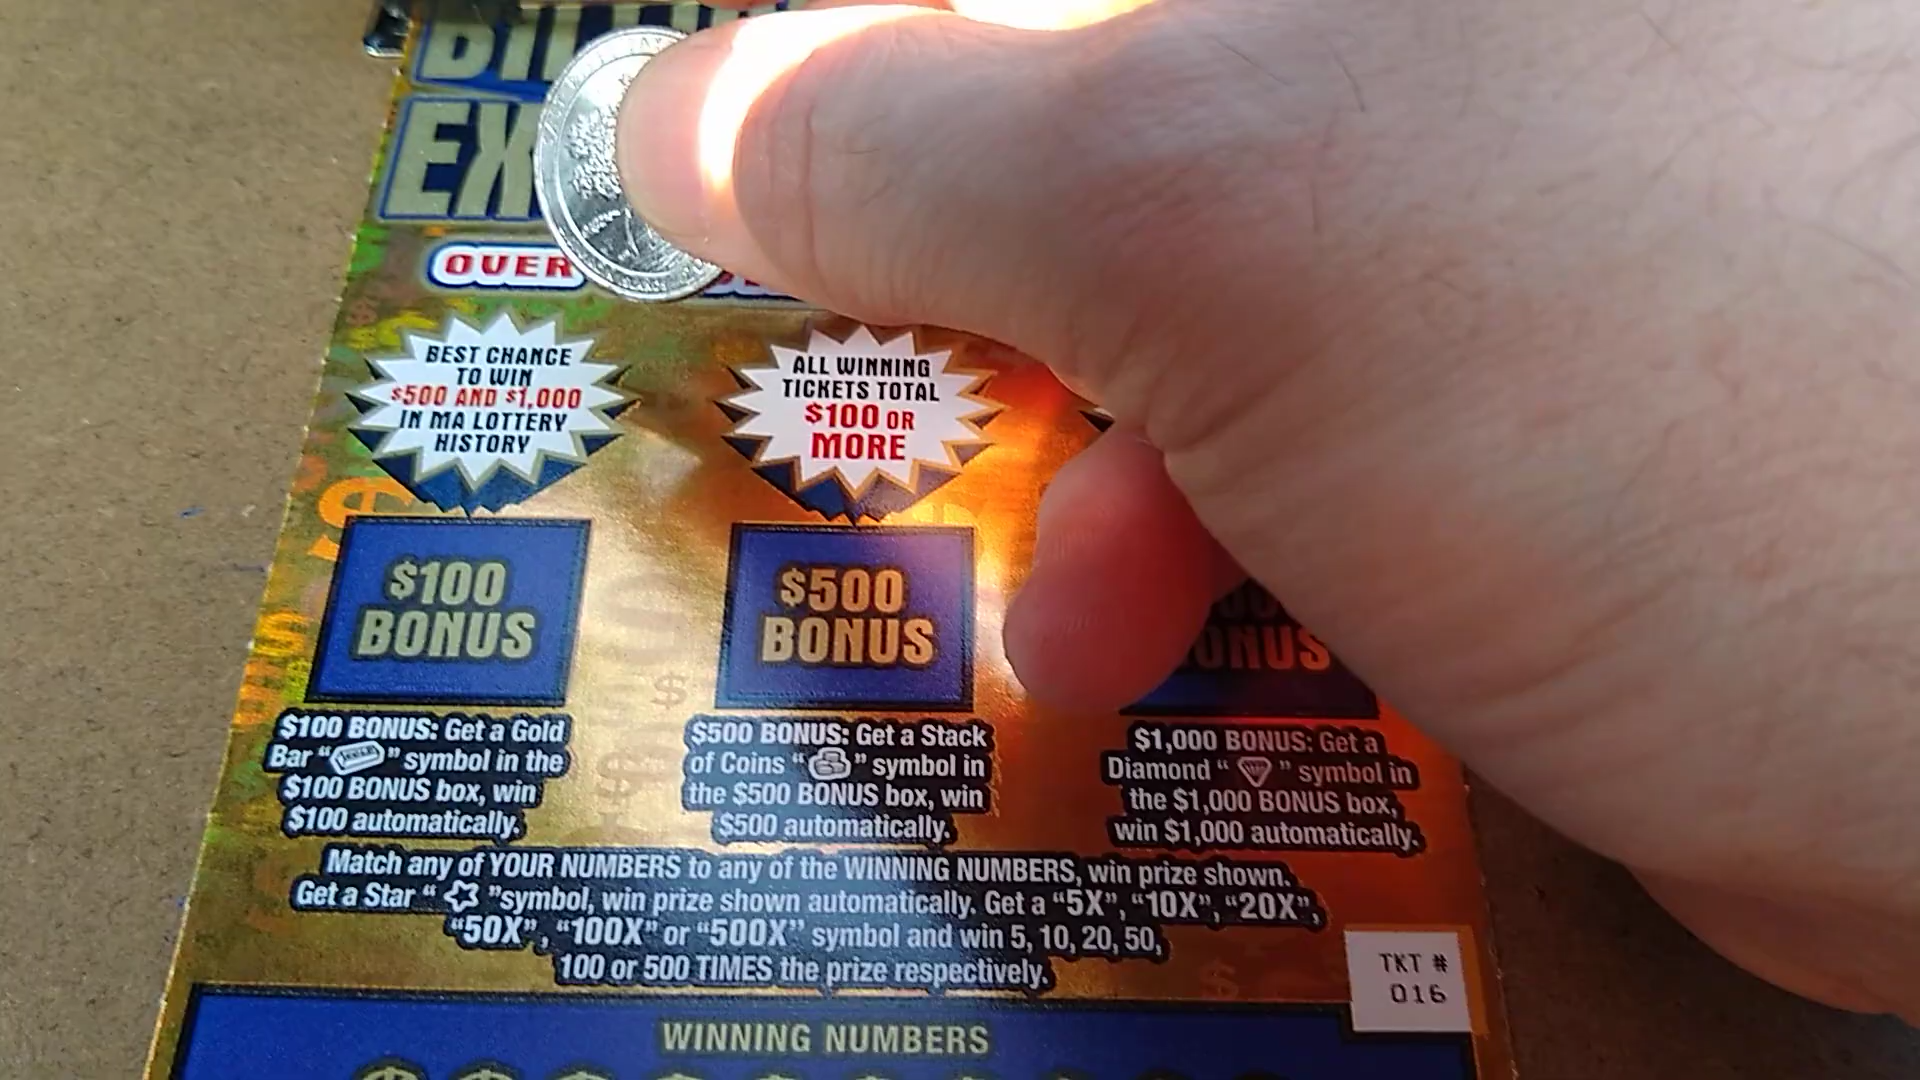 EX
OVER
BEST CHANCE
TO WIN
$500 AND $1,000
IN MA LOTTERY
HISTORY
ALL WINNING
TICKETS TOTAL
$100 OR
MORE
$100
BONUS
$500
BONUS
ONUS
$100 BONUS: Get a Gold
Bar " " symbol in the
$100 BONUS box, win
$100 automatically.
$500 BONUS: Get a Stack
of Coins " " symbol in
the $500 BONUS box, win
$500 automatically.
$1,000 BONUS: Get a
Diamond " " symbol in
the $1,000 BONUS box,
win $1,000 automatically.
Match any of YOUR NUMBERS to any of the WINNING NUMBERS, win prize shown.
Get a Star " "symbol, win prize shown automatically. Get a "5X", "10X", "20X",
"50X", "100X" or "500X" symbol and win 5, 10, 20, 50,
100 or 500 TIMES the prize respectively.
TKT #
016
WINNING NUMBERS